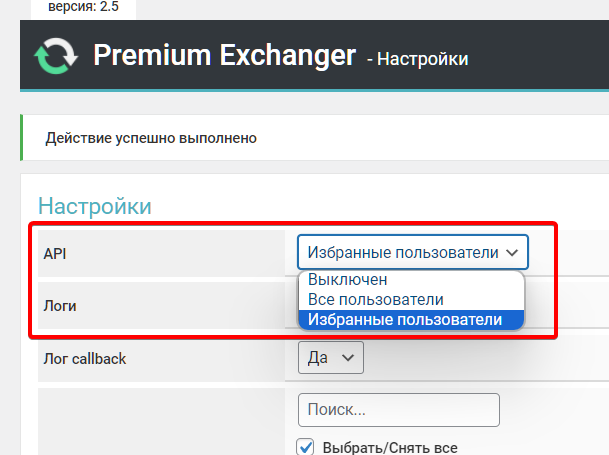 версия: 2.5
Premium Exchanger - Настройки
Действие успешно выполнено
Настройки
API
Избранные пользователи
Выключен
Все пользователи
Избранные пользователи
Логи
Лог callback
Да
Поиск...
Выбрать/Снять все